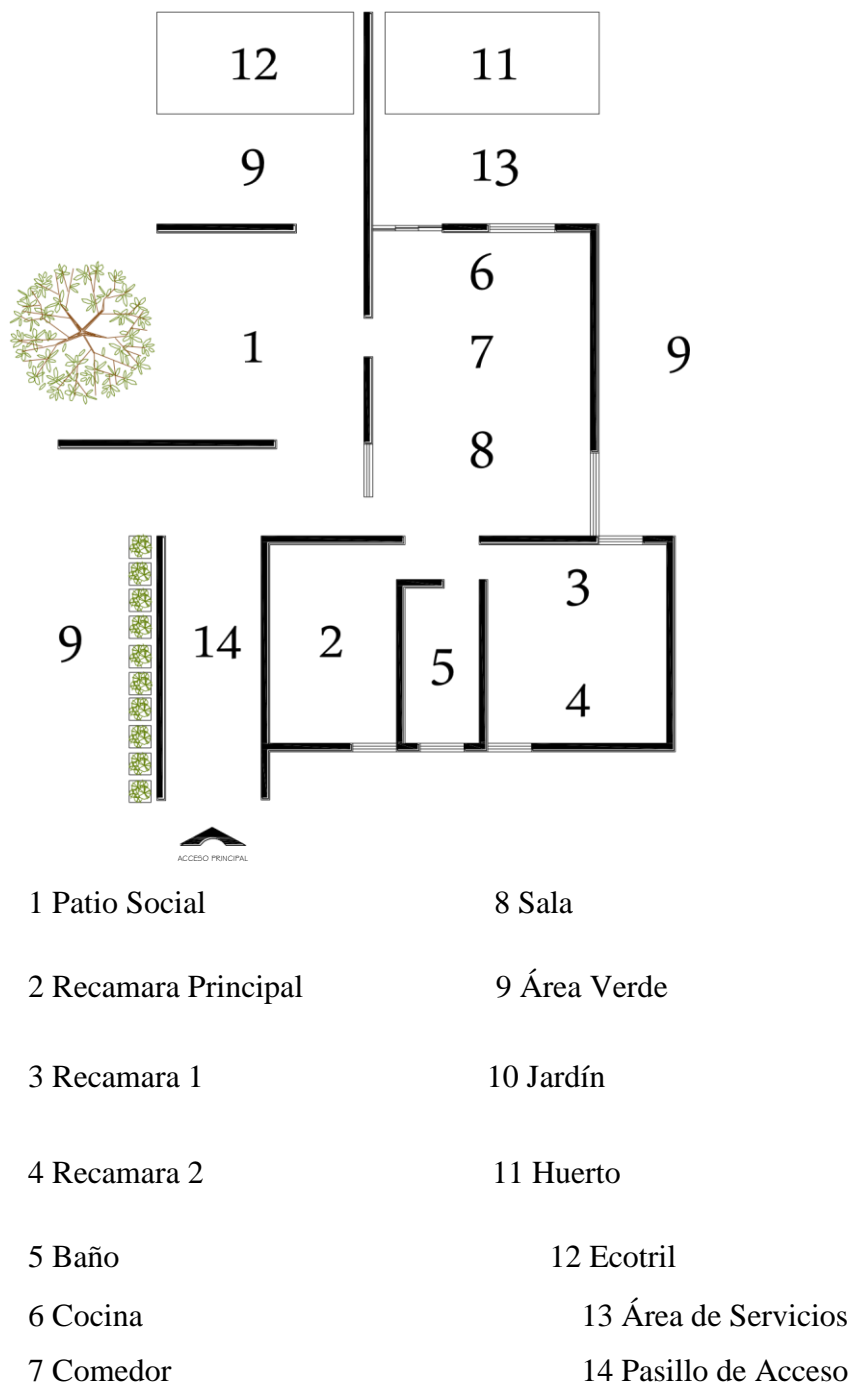 12 11
9 13
6
1 7 9
8
3
9 14 2 5
4
ACCESO PRINCIPAL
1 Patio Social 8 Sala
2 Recamara Principal 9 Área Verde
3 Recamara 1 10 Jardín
4 Recamara 2 11 Huerto
5 Baño 12 Ecotril
6 Cocina 13 Área de Servicios
7 Comedor 14 Pasillo de Acceso